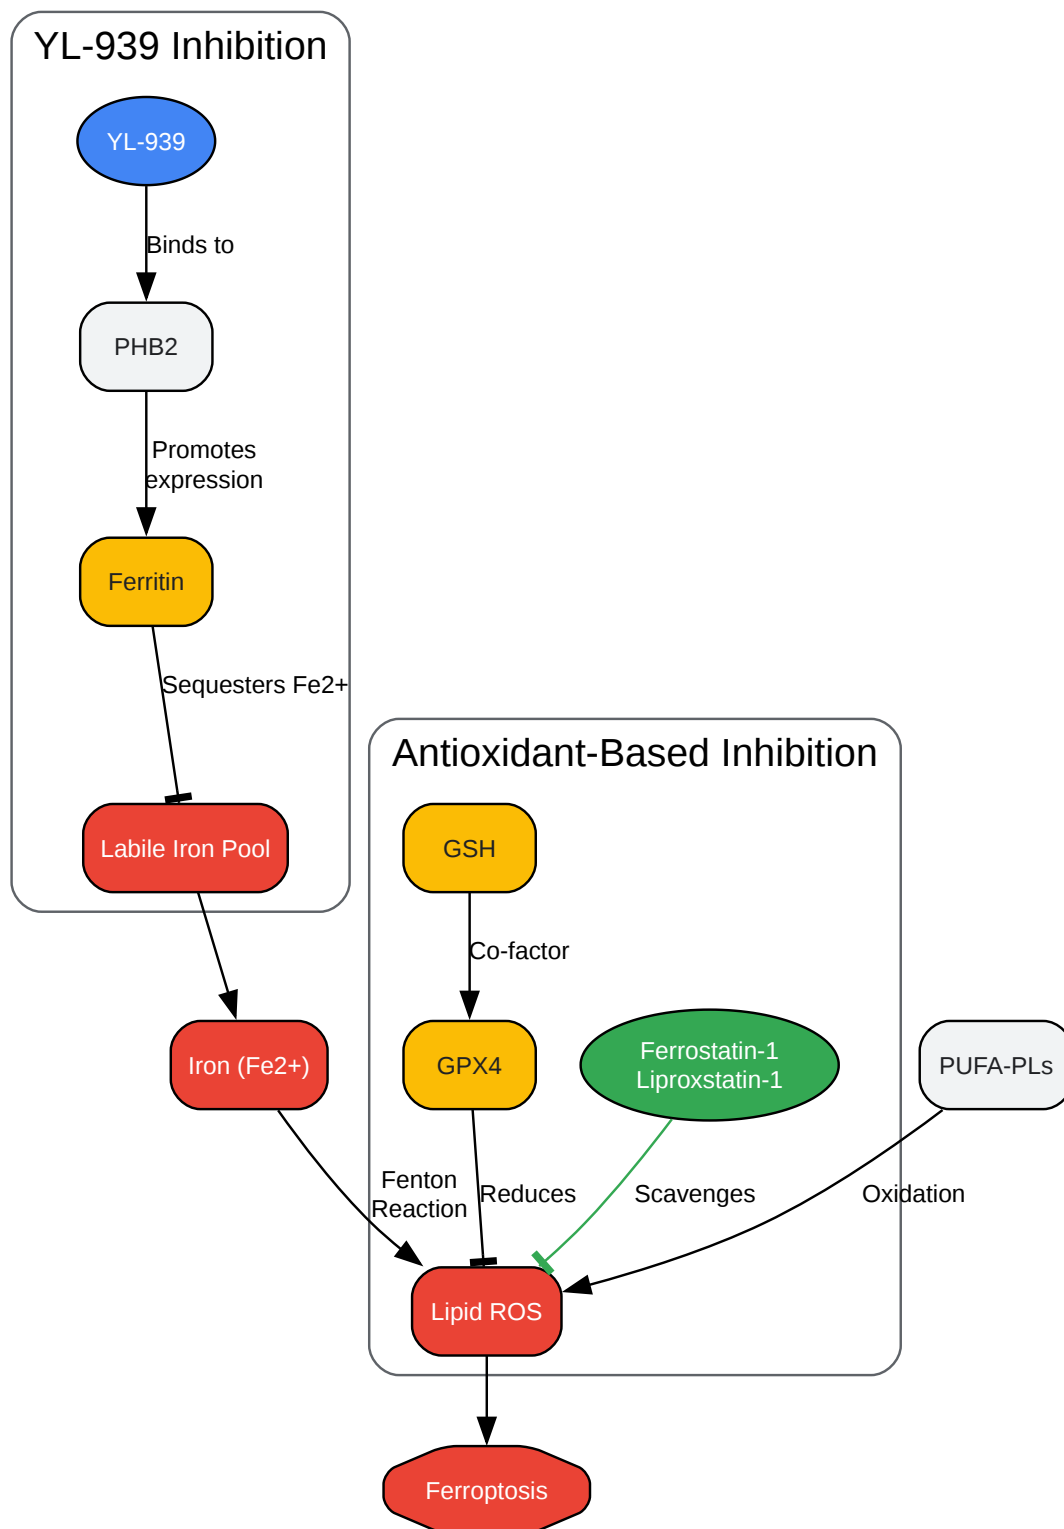 YL-939 Inhibition
YL-939
Binds to
PHB2
Promotes
expression
Ferritin
Sequesters Fe2+
Labile Iron Pool
Antioxidant-Based Inhibition
GSH
Co-factor
Iron (Fe2+)
GPX4
Ferrostatin-1
Liproxstatin-1
PUFA-PLs
Fenton
Reaction
Reduces
Scavenges
Oxidation
Lipid ROS
Ferroptosis